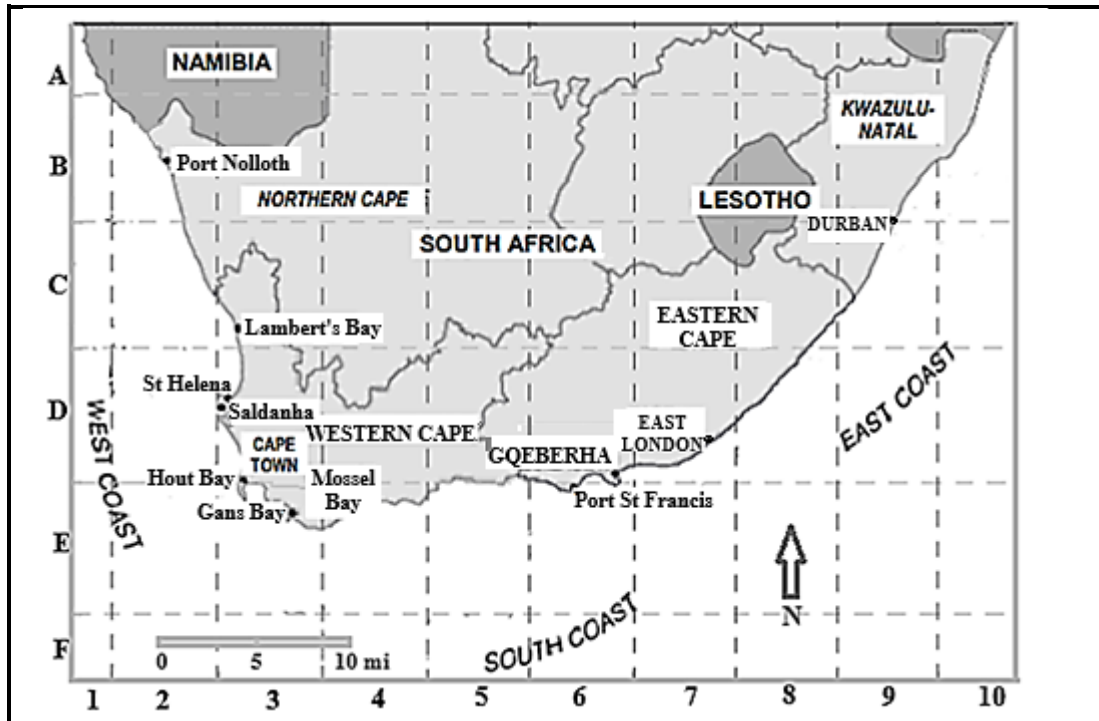 A
NAMIBIA
KWAZULU-
NATAL
B
Port Nolloth
NORTHERN CAPE
LESOTHO
DURBAN
SOUTH AFRICA
C
Lambert's Bay
EASTERN
CAPE
St Helena
D
Saldanha
WEST COAST
EAST COAST
WESTERN CAPE
EAST
LONDON
CAPE
TOWN
GQEBERHA
Hout Bay
Mossel
Bay
Port St Francis
Gans Bay
E
N
SOUTH COAST
F
0 5 10 mi
1 2 3 4 5 6 7 8 9 10